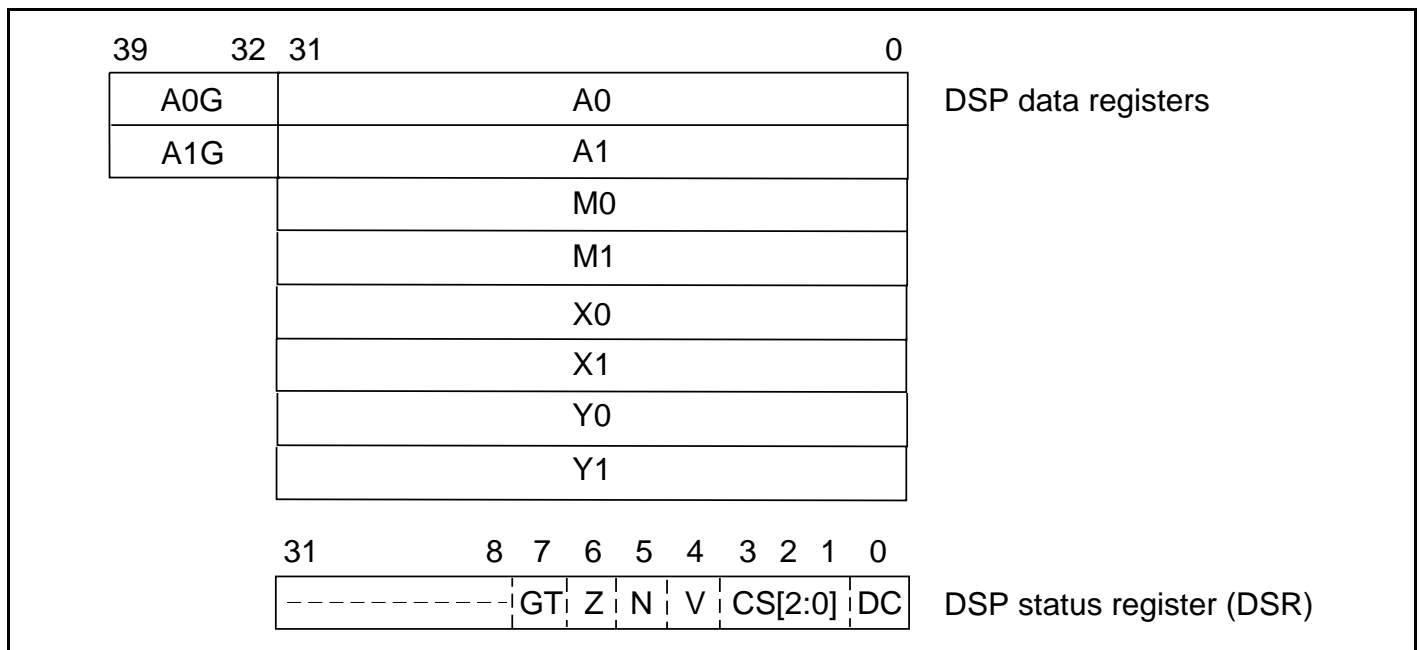 39 32 31 0
A0G A0 DSP data registers
A1G A1
M0
M1
X0
X1
Y0
Y1
31 8 7 6 5 4 3 2 1 0
GT Z N V CS[2:0] DC DSP status register (DSR)